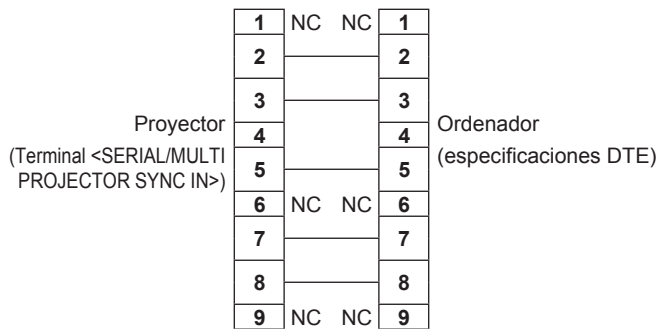 1 NC NC 1
2 2
3 3
Proyector
(Terminal <SERIAL/MULTI
PROJECTOR SYNC IN>)
4 4
5 5
Ordenador
(especificaciones DTE)
6 NC NC 6
7 7
8 8
9 NC NC 9